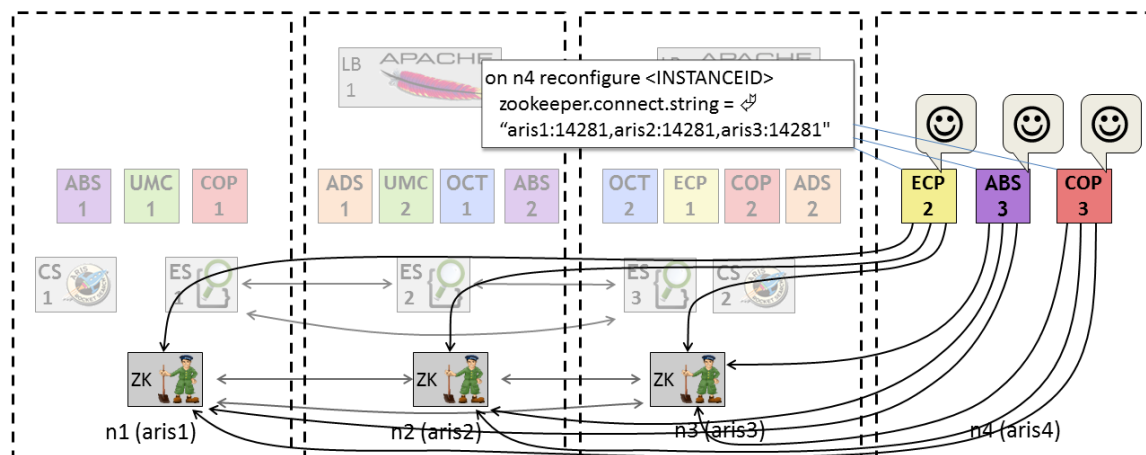 LB
1
APACHE
APACHE
on n4 reconfigure <INSTANCEID>
zookeeper.connect.string =
“aris1:14281,aris2:14281,aris3:14281"
ABS
1
UMC
1
COP
1
ADS
1
UMC
2
OCT
1
ABS
2
OCT
2
ECP
1
COP
2
ADS
2
ECP
2
ABS
3
COP
3
CS
1
ES
1
ES
2
ES
3
CS
2
ZK
ZK
ZK
n1 (aris1)
n2 (aris2)
n3 (aris3)
n4 (aris4)